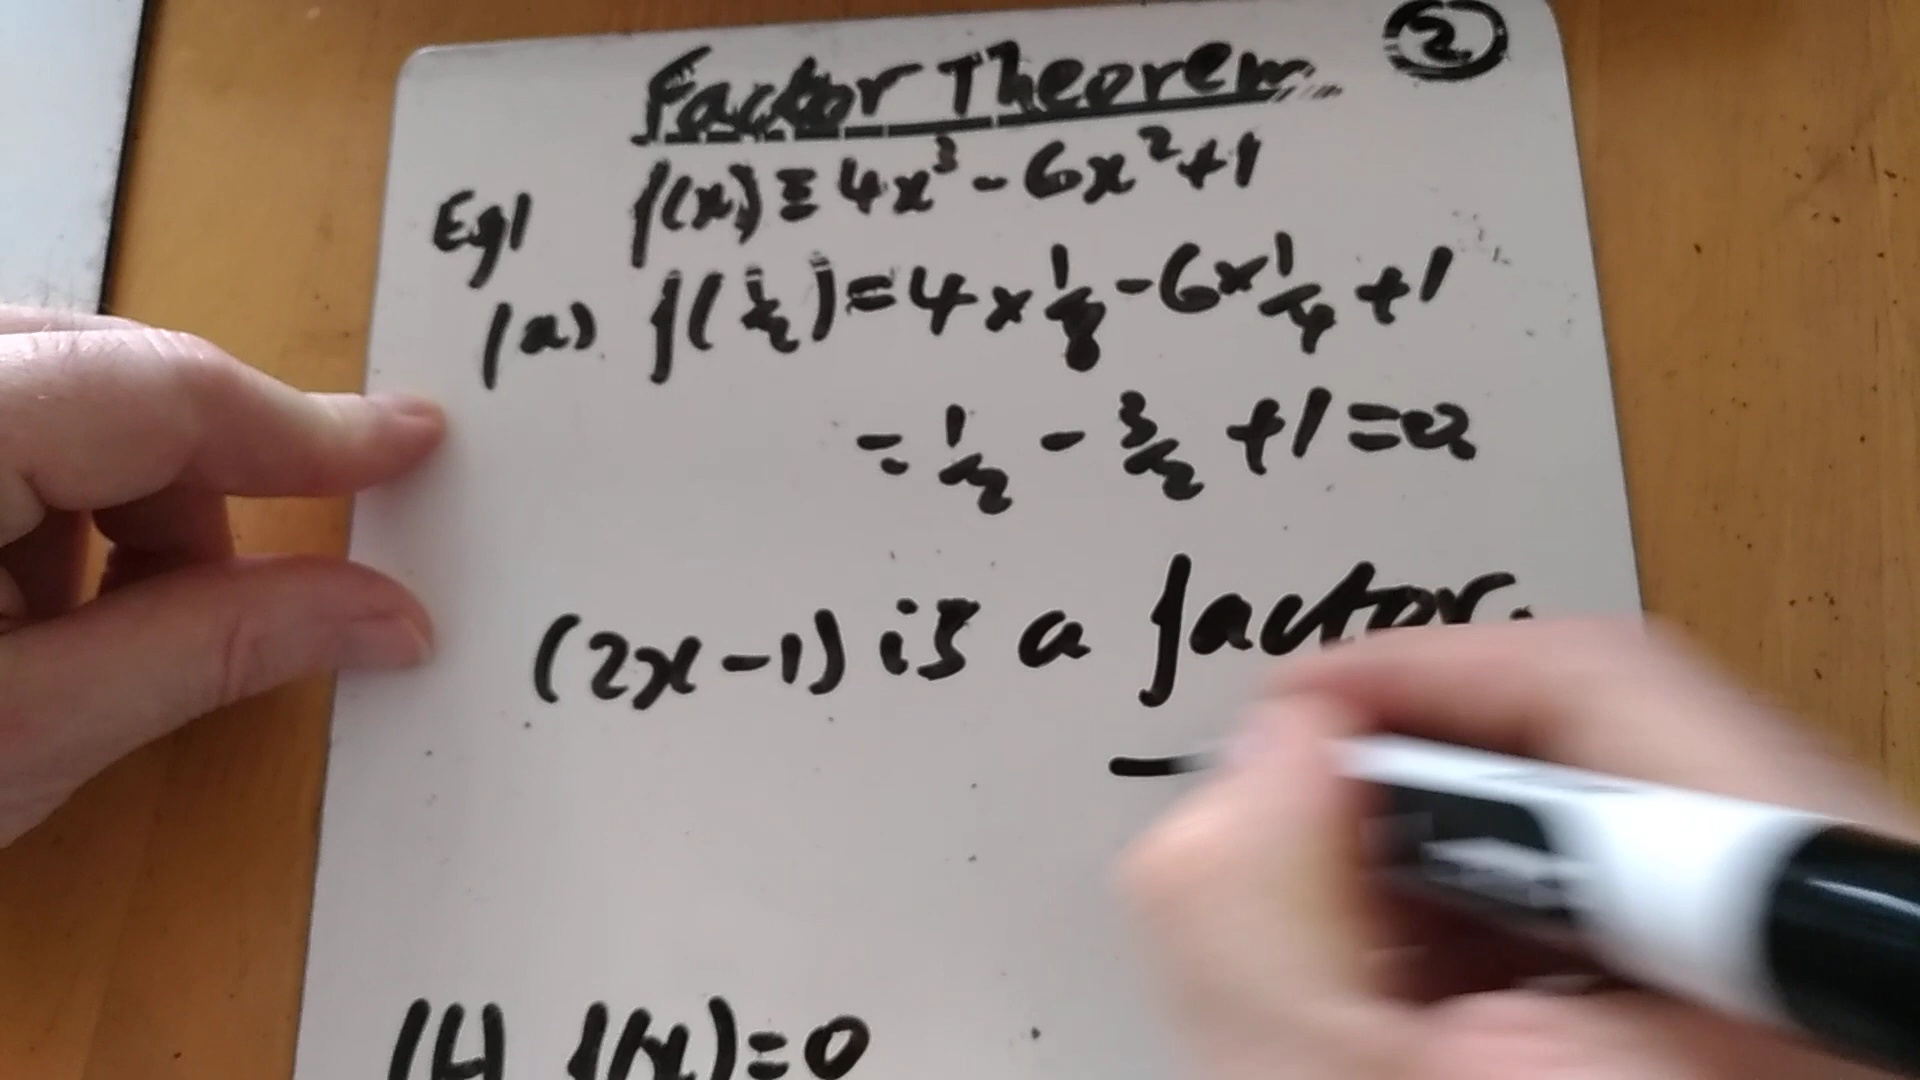 Factor Theorem ②
Eg1 f(x) ≡ 4x³ - 6x² + 1
(a) f(½) = 4 × ⅛ - 6 × ¼ + 1
= ½ - 3/2 + 1 = 0
(2x - 1) is a factor.
f(x) = 0